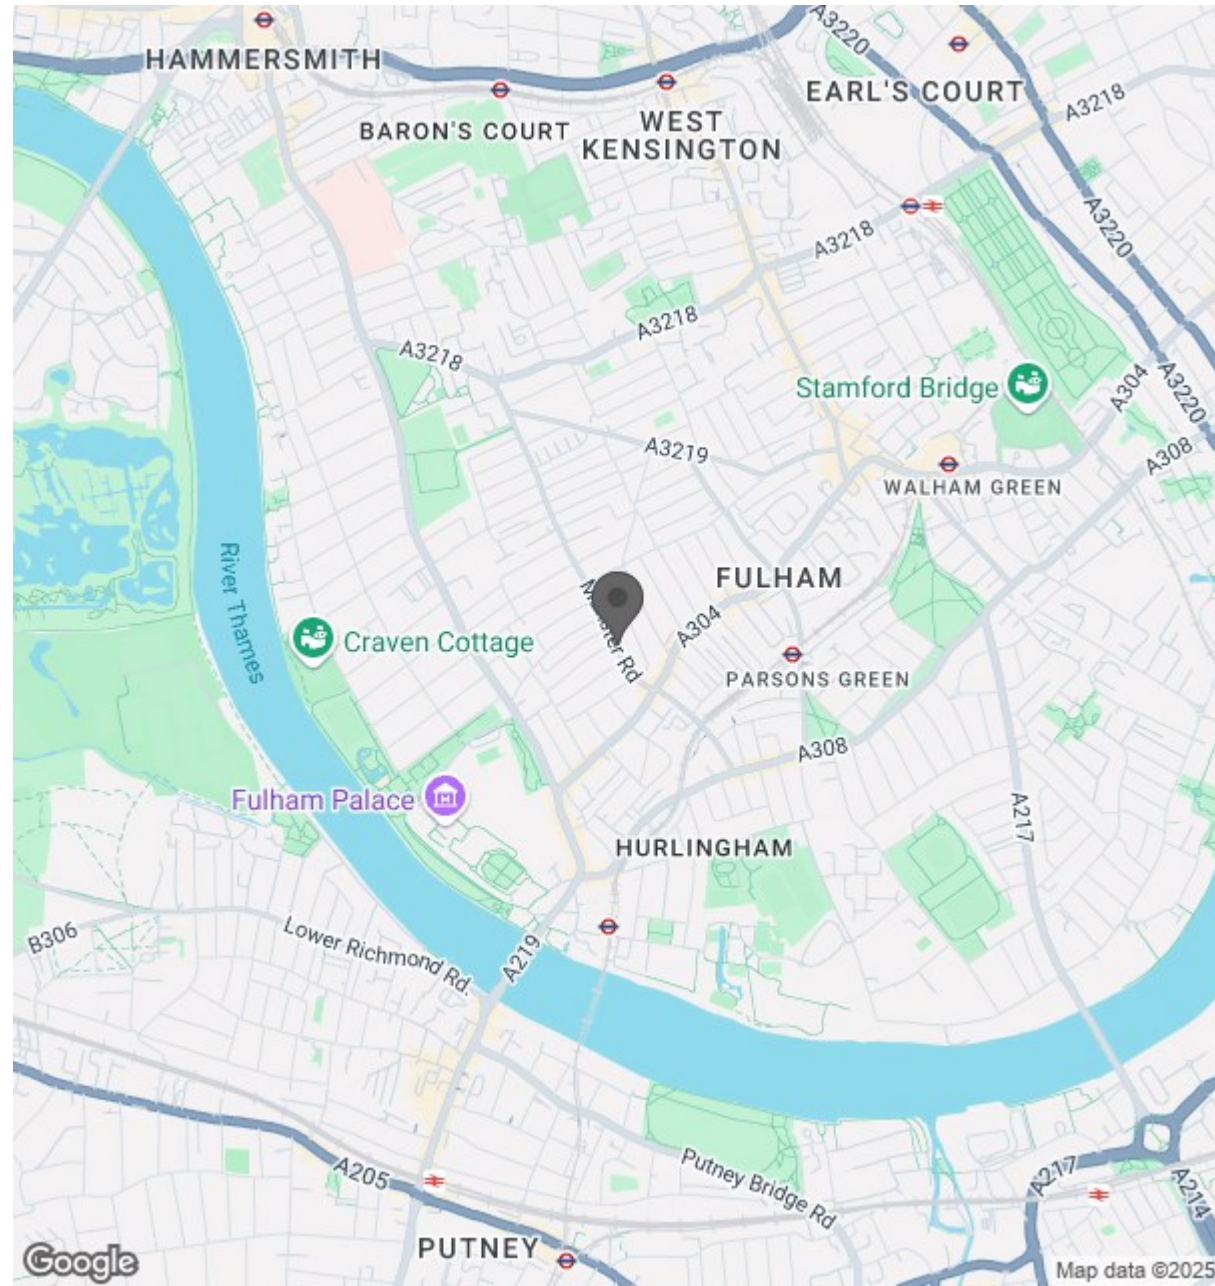 HAMMERSMITH
A3220
EARL'S COURT
A3218
BARON'S COURT
WEST
KENSINGTON
A3220
A3218
A3218
A3218
Stamford Bridge
A304
A3220
A3219
A308
WALHAM GREEN
River Thames
FULHAM
A304
Craven Cottage
PARSONS GREEN
A308
Fulham Palace
A217
HURLINGHAM
B306
Lower Richmond Rd.
A219
Putney Bridge Rd
A205
A217
A214
PUTNEY
Google
Map data ©2025